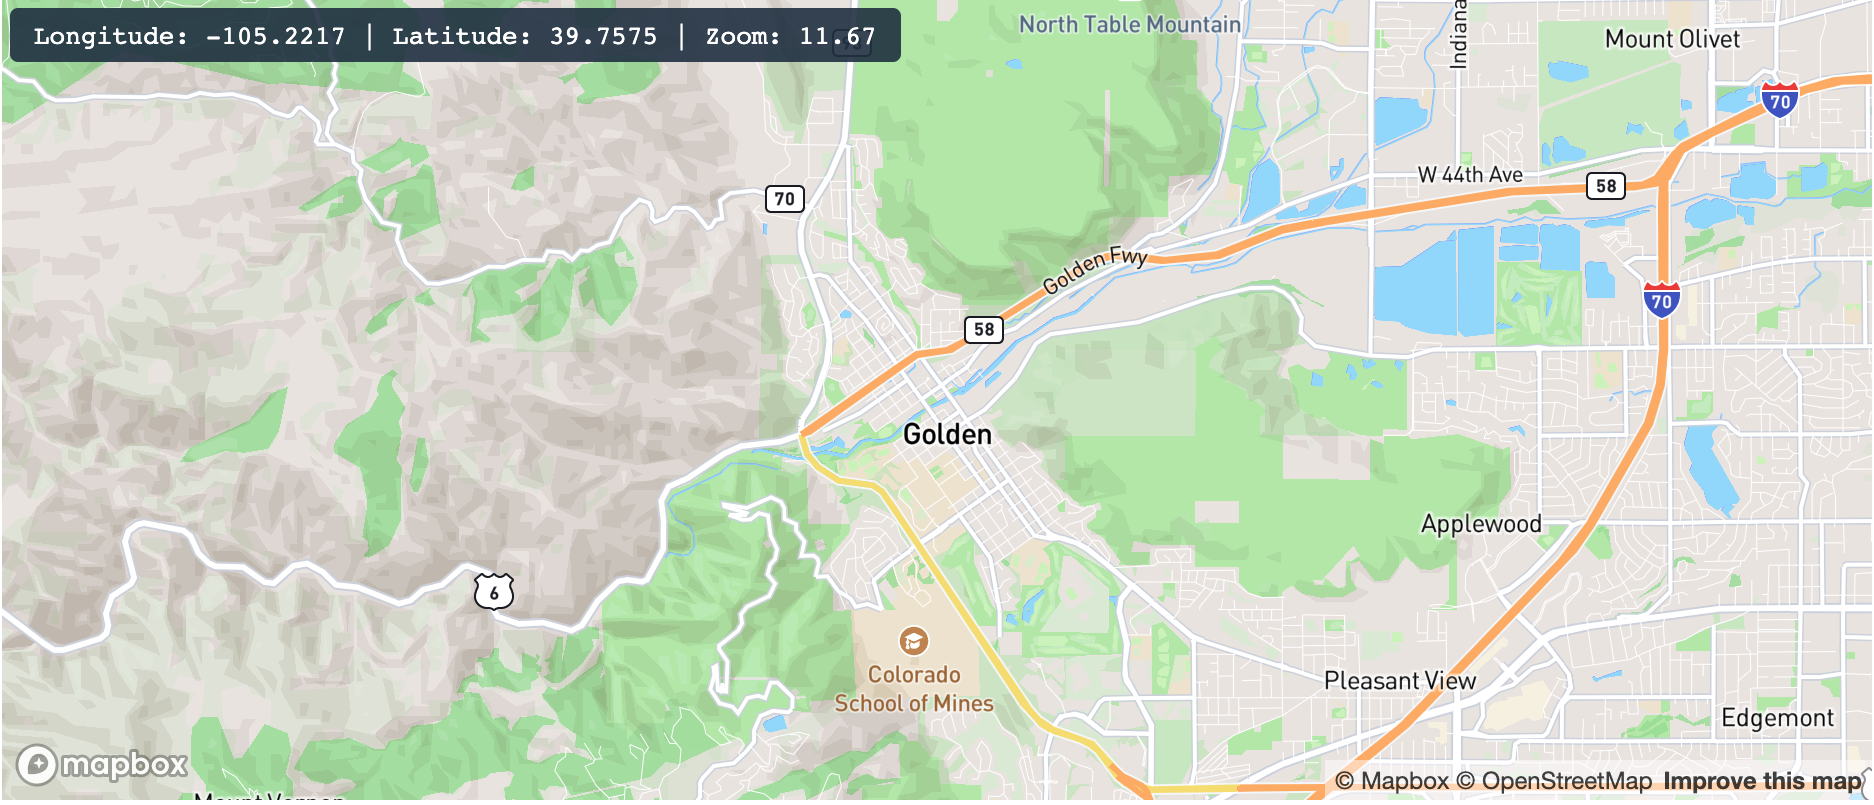 Longitude: -105.2217 | Latitude: 39.7575 | Zoom: 11.67
North Table Mountain
Indiana
Mount Olivet
70
W 44th Ave
58
70
Golden Fwy
70
58
Golden
Applewood
6
Colorado
School of Mines
Pleasant View
Edgemont
mapbox
© Mapbox © OpenStreetMap Improve this map
Mount Vernon